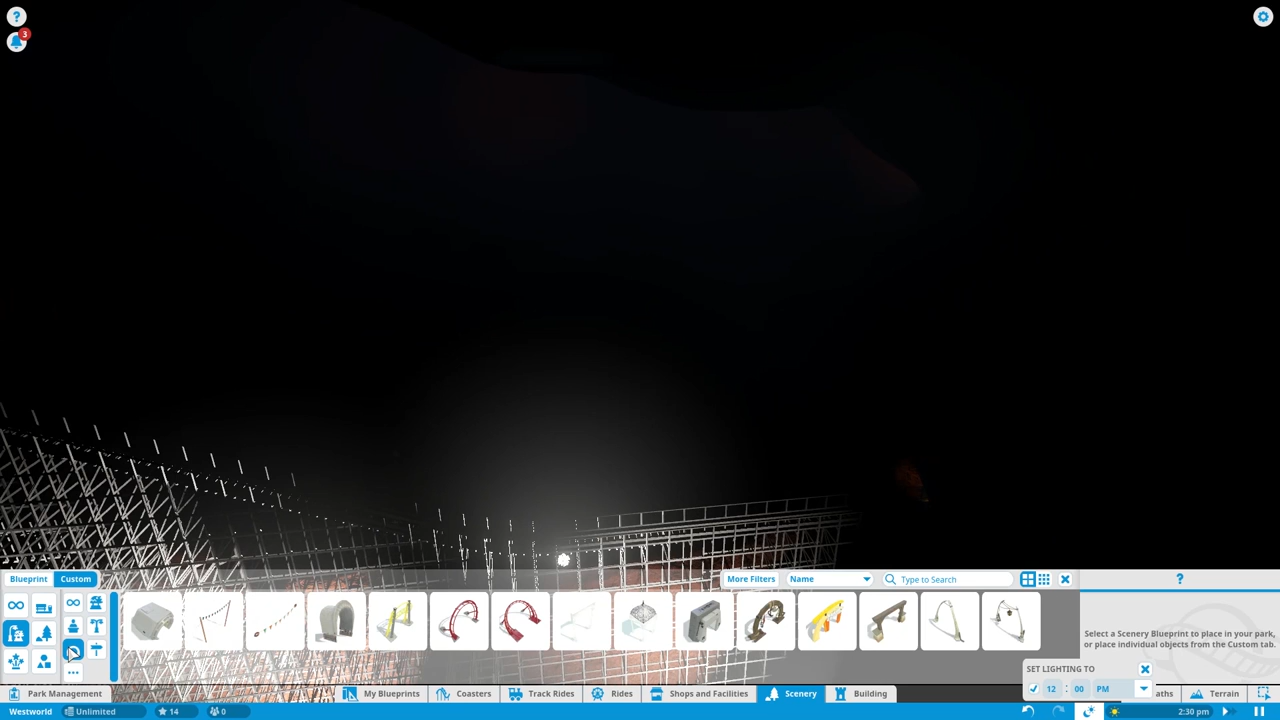 3
Blueprint Custom More Filters Name Type to Search
Select a Scenery Blueprint to place in your park,
or place individual objects from the Custom tab.
SET LIGHTING TO
12 : 00 PM
Park Management My Blueprints Coasters Track Rides Rides Shops and Facilities Scenery Building aths Terrain
Westworld Unlimited 14 0 2:30 pm